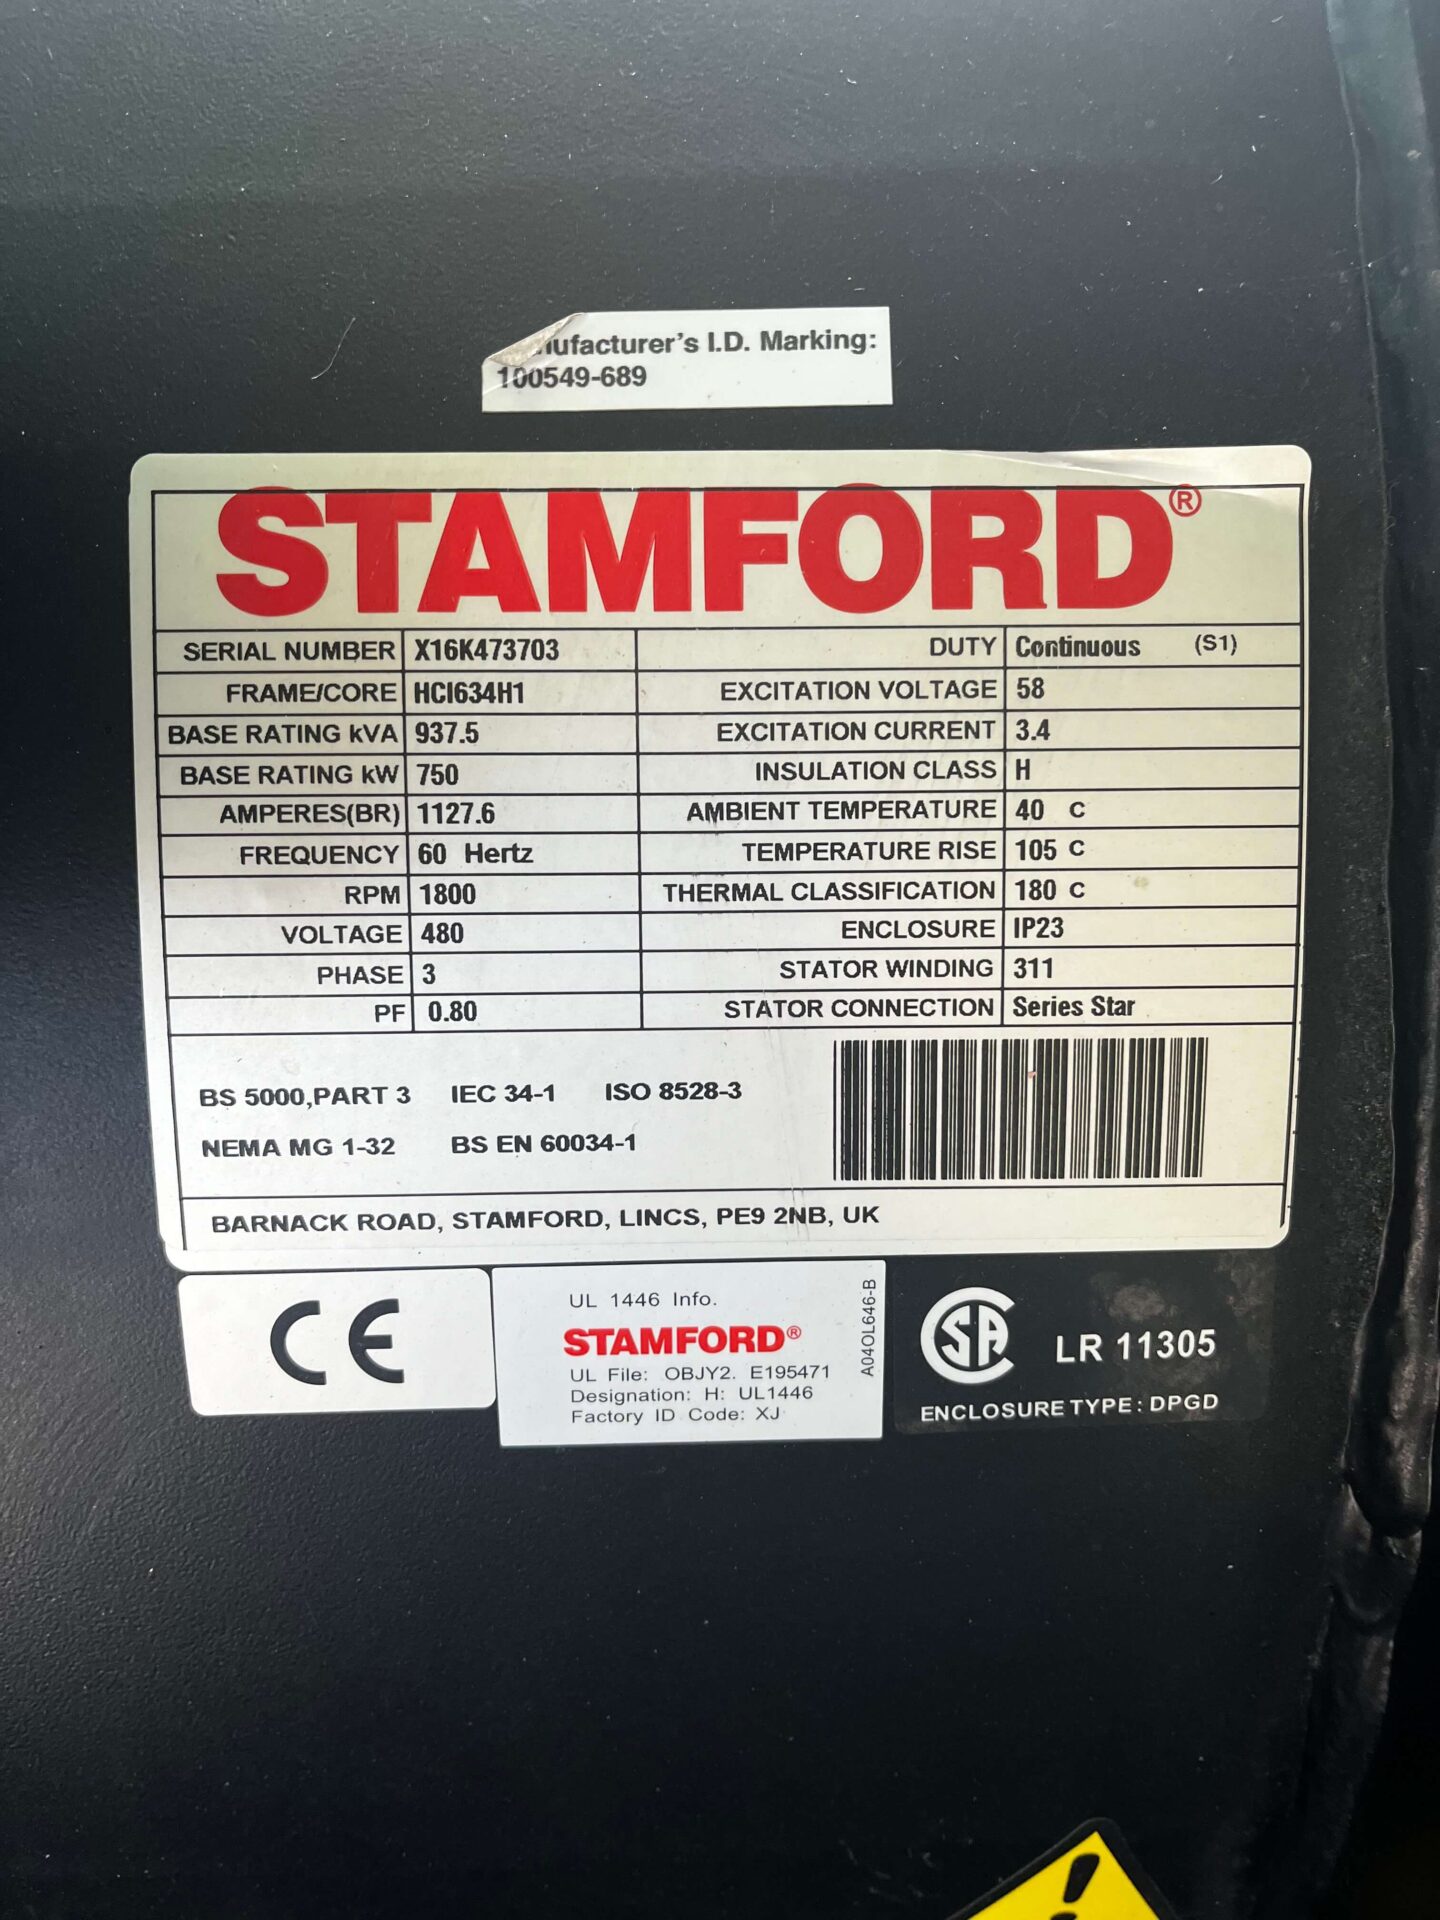 Manufacturer's I.D. Marking:
100549-689
STAMFORD®
SERIAL NUMBER X16K473703 DUTY Continuous (S1)
FRAME/CORE HCI634H1 EXCITATION VOLTAGE 58
BASE RATING kVA 937.5 EXCITATION CURRENT 3.4
BASE RATING kW 750 INSULATION CLASS H
AMPERES(BR) 1127.6 AMBIENT TEMPERATURE 40 C
FREQUENCY 60 Hertz TEMPERATURE RISE 105 C
RPM 1800 THERMAL CLASSIFICATION 180 C
VOLTAGE 480 ENCLOSURE IP23
PHASE 3 STATOR WINDING 311
PF 0.80 STATOR CONNECTION Series Star
BS 5000,PART 3 IEC 34-1 ISO 8528-3
NEMA MG 1-32 BS EN 60034-1
BARNACK ROAD, STAMFORD, LINCS, PE9 2NB, UK
CE
UL 1446 Info.
STAMFORD®
UL File: OBJY2. E195471
Designation: H: UL1446
Factory ID Code: XJ
A04OL646-B
SA LR 11305
ENCLOSURE TYPE : DPGD
!